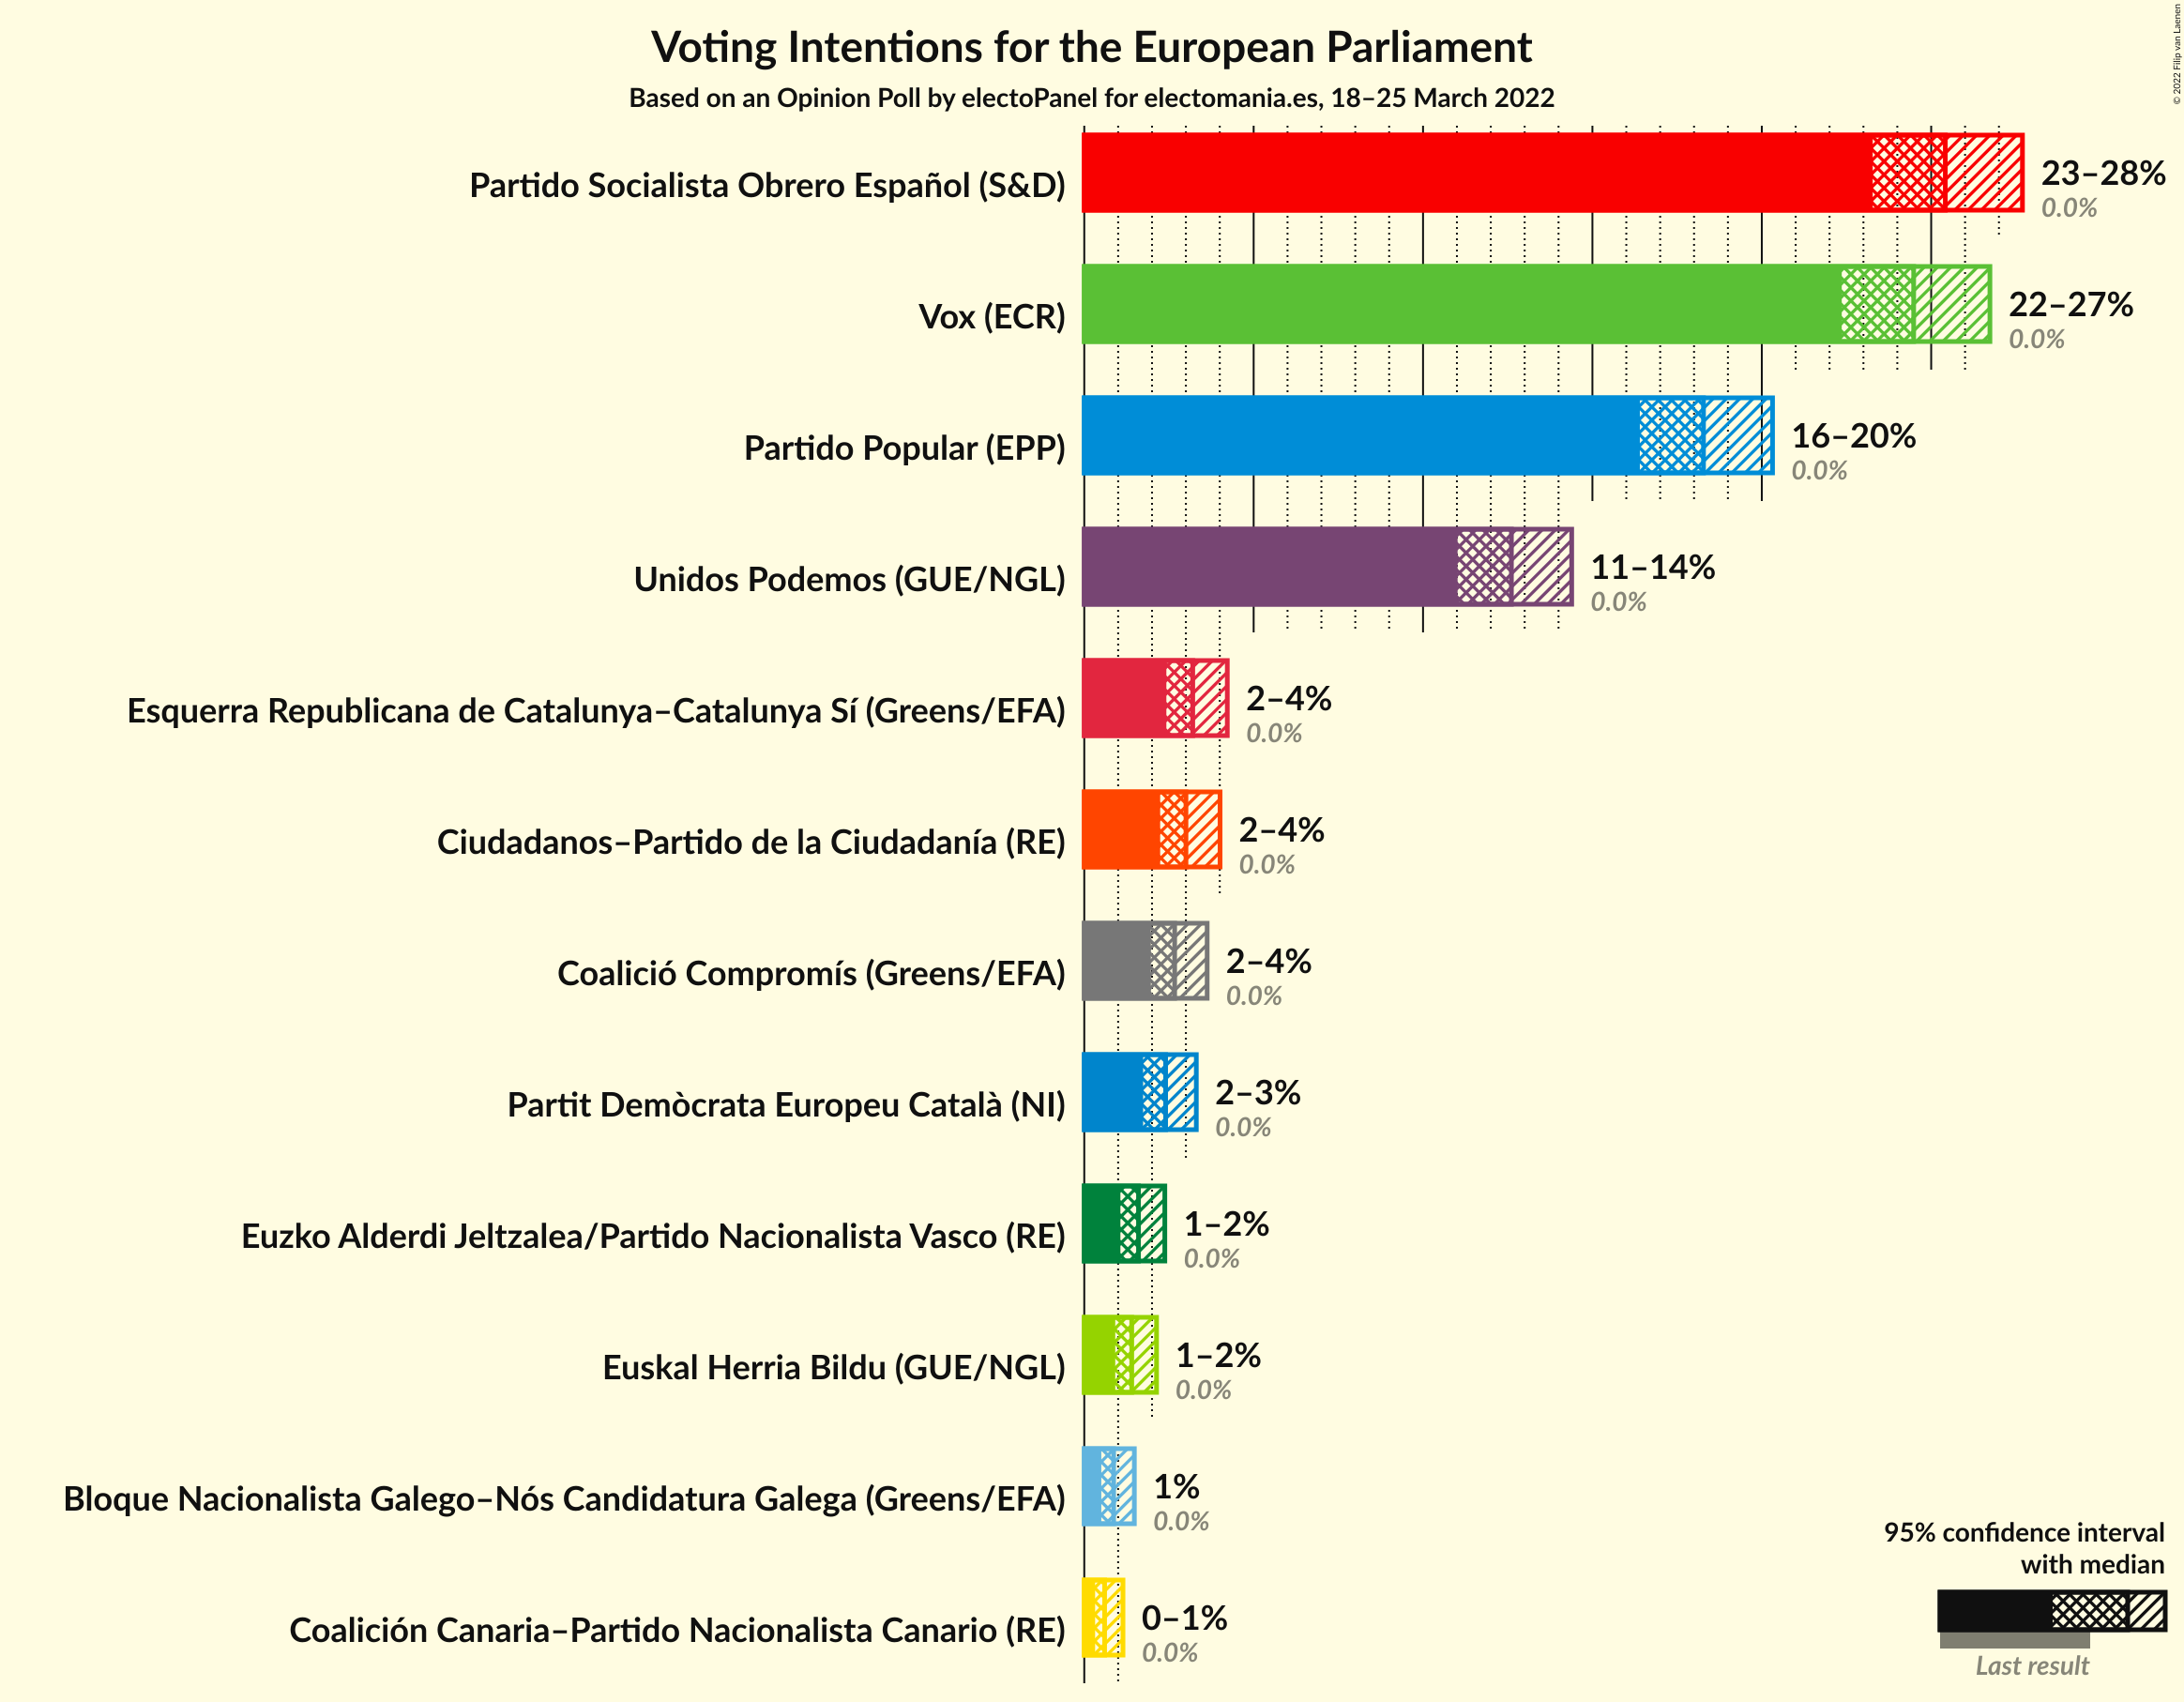 © 2022 Filip van Laenen
Voting Intentions for the European Parliament
Based on an Opinion Poll by electoPanel for electomania.es, 18–25 March 2022
Partido Socialista Obrero Español (S&D)
23–28%
0.0%
Vox (ECR)
22–27%
0.0%
Partido Popular (EPP)
16–20%
0.0%
Unidos Podemos (GUE/NGL)
11–14%
0.0%
Esquerra Republicana de Catalunya–Catalunya Sí (Greens/EFA)
2–4%
0.0%
Ciudadanos–Partido de la Ciudadanía (RE)
2–4%
0.0%
Coalició Compromís (Greens/EFA)
2–4%
0.0%
Partit Demòcrata Europeu Català (NI)
2–3%
0.0%
Euzko Alderdi Jeltzalea/Partido Nacionalista Vasco (RE)
1–2%
0.0%
Euskal Herria Bildu (GUE/NGL)
1–2%
0.0%
Bloque Nacionalista Galego–Nós Candidatura Galega (Greens/EFA)
1%
0.0%
Coalición Canaria–Partido Nacionalista Canario (RE)
0–1%
0.0%
95% confidence interval
with median
Last result